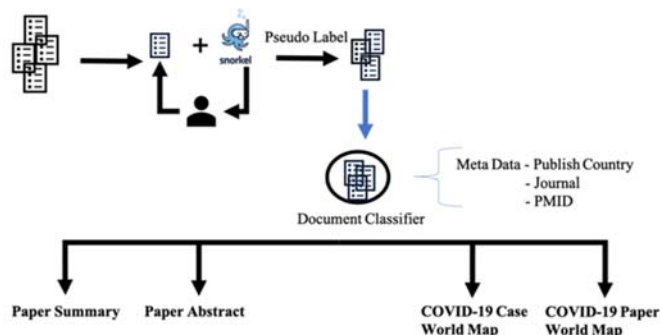 +
snorkel
Pseudo Label
Meta Data - Publish Country
- Journal
- PMID
Document Classifier
Paper Summary
Paper Abstract
COVID-19 Case
World Map
COVID-19 Paper
World Map